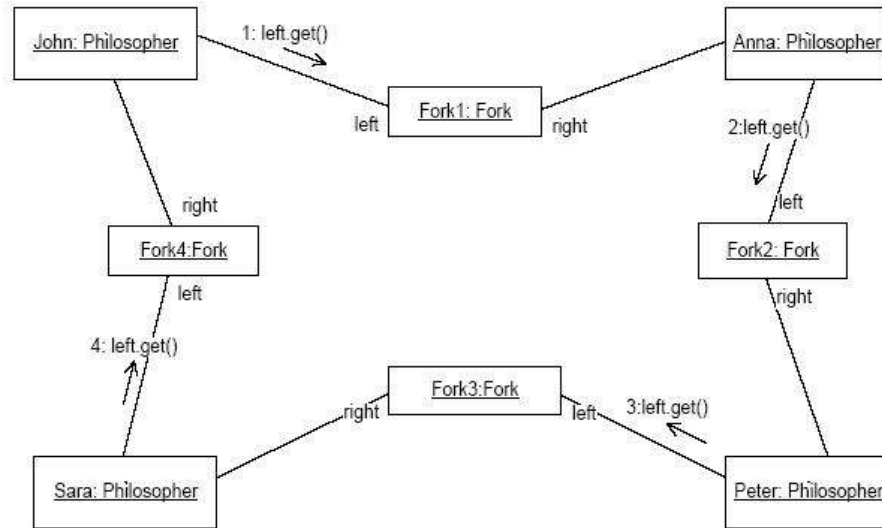 John: Philosopher
1: left.get()
Anna: Philosopher
Fork1: Fork
left
right
2:left.get()
right
left
Fork4:Fork
Fork2: Fork
left
right
4: left.get()
Fork3:Fork
right
left
3:left.get()
Sara: Philosopher
Peter: Philosopher